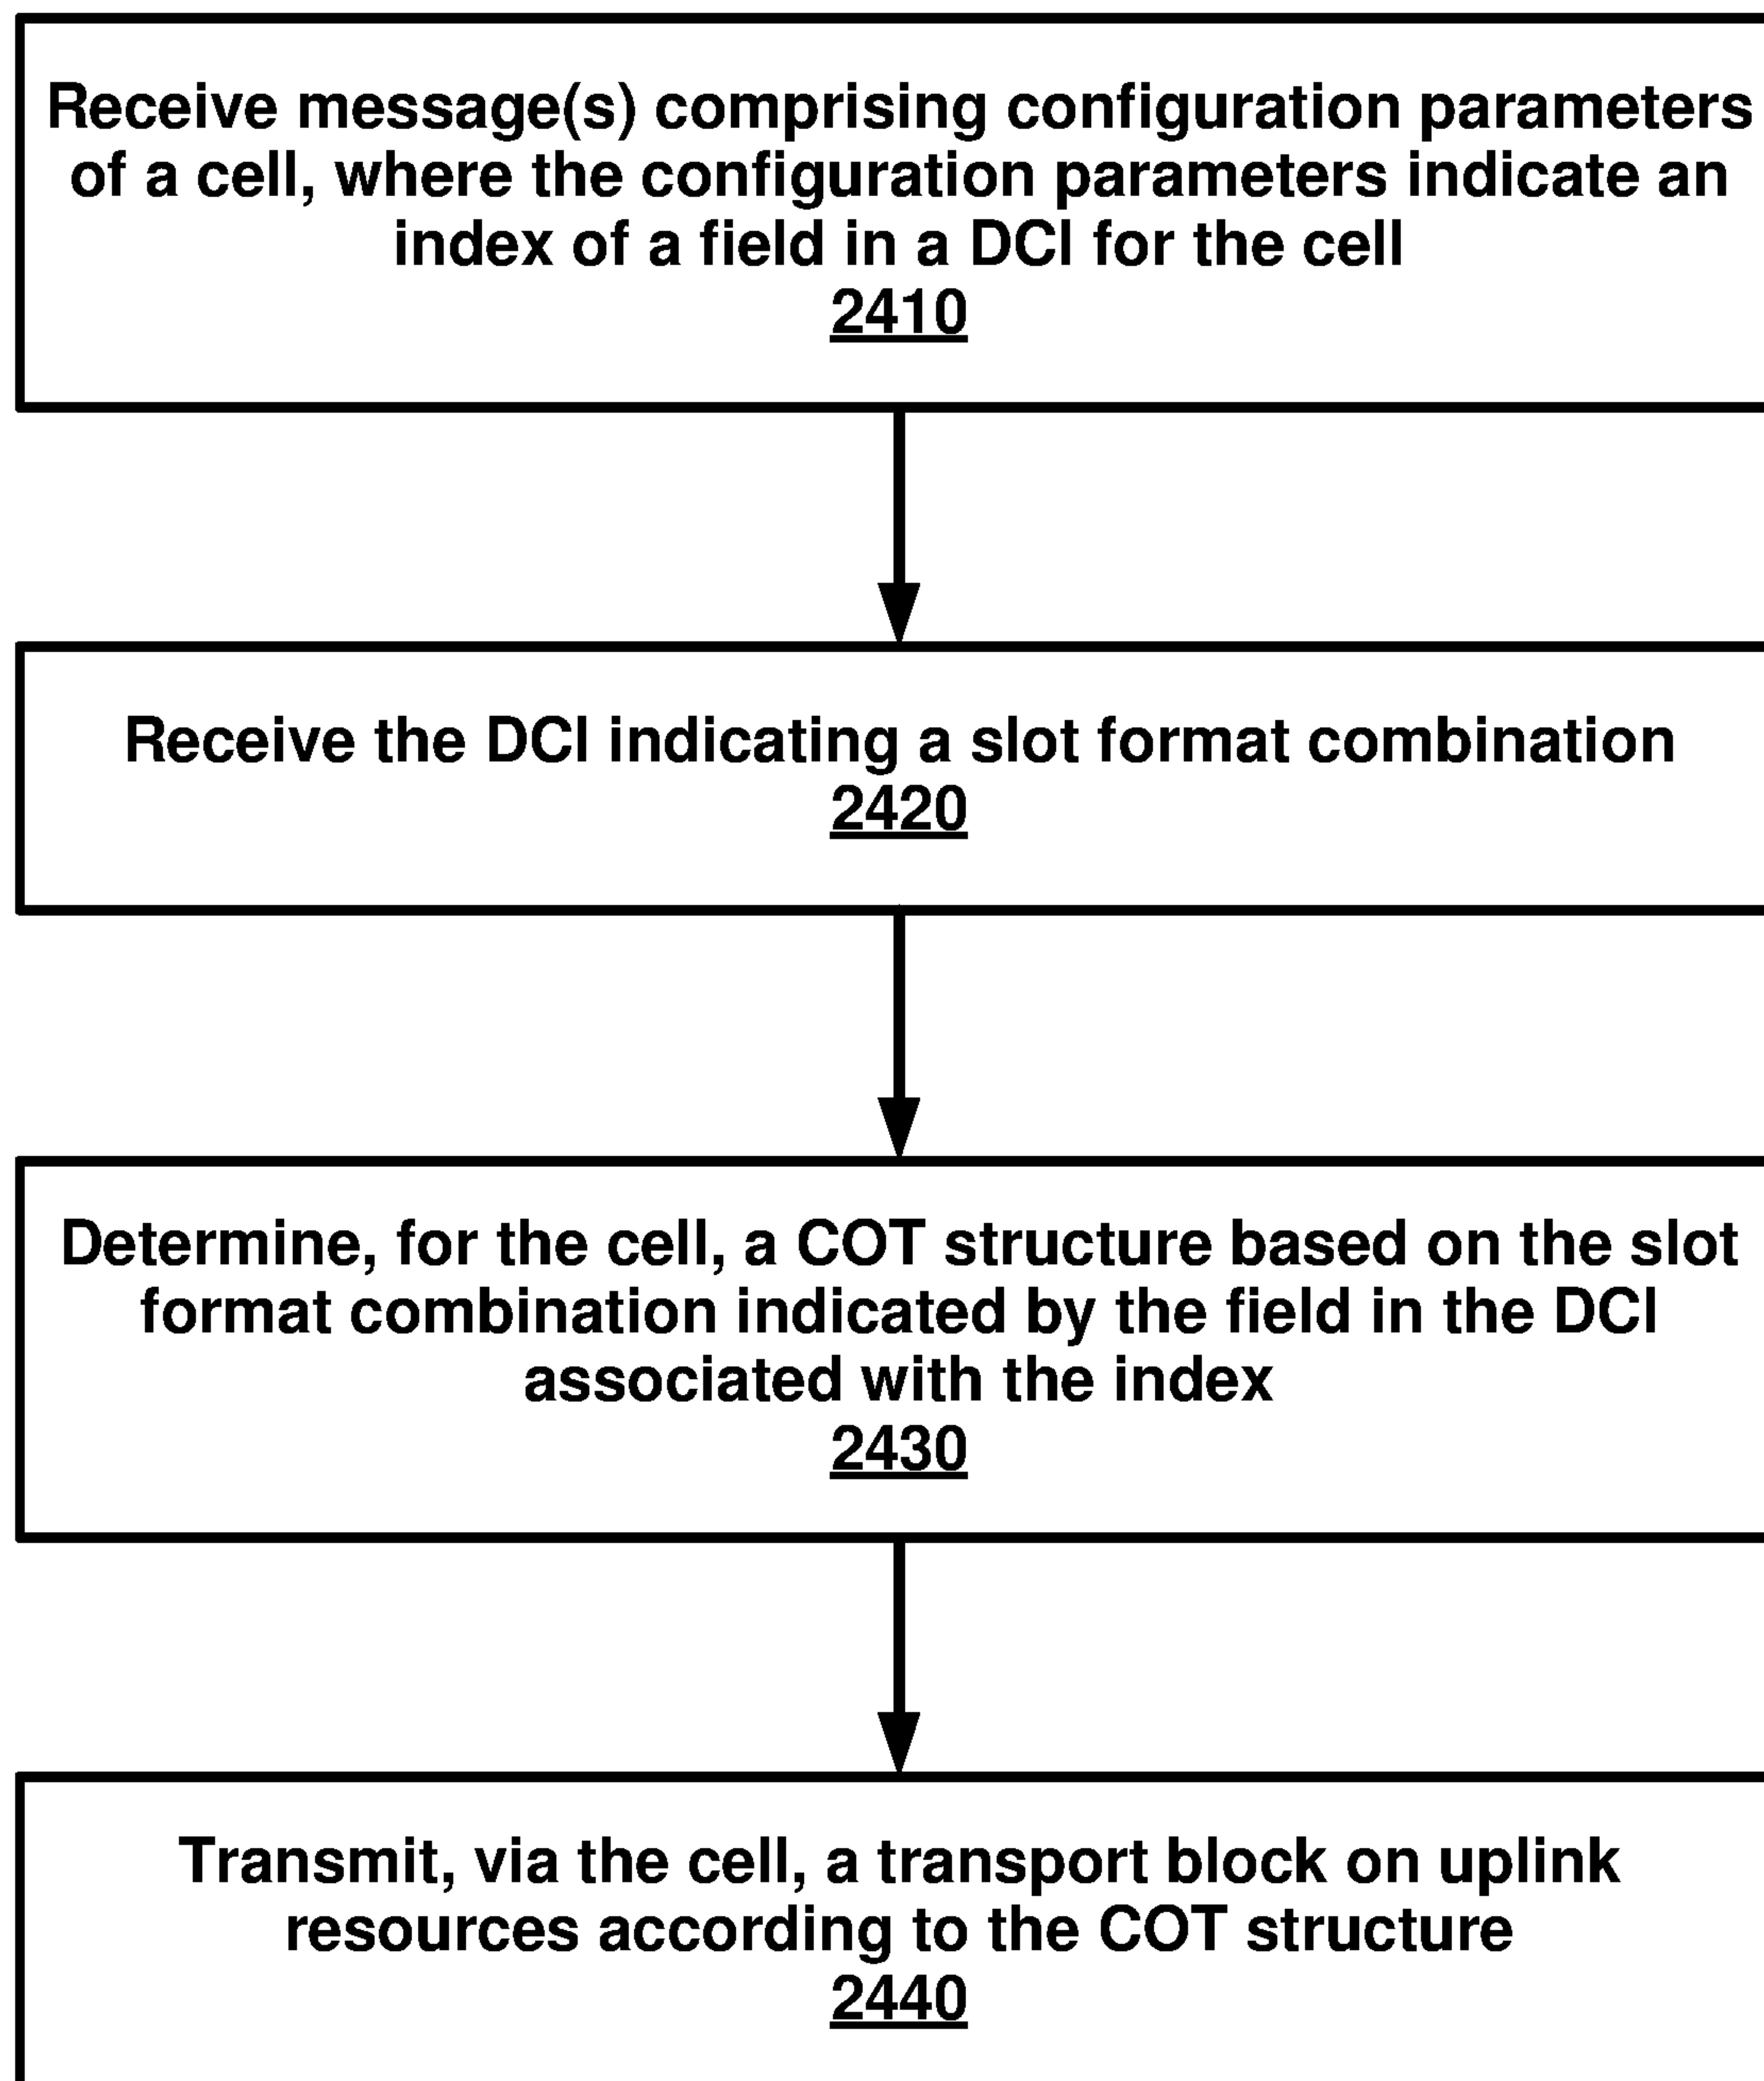 Receive message(s) comprising configuration parameters
of a cell, where the configuration parameters indicate an
index of a field in a DCI for the cell
2410
Receive the DCI indicating a slot format combination
2420
Determine, for the cell, a COT structure based on the slot
format combination indicated by the field in the DCI
associated with the index
2430
Transmit, via the cell, a transport block on uplink
resources according to the COT structure
2440